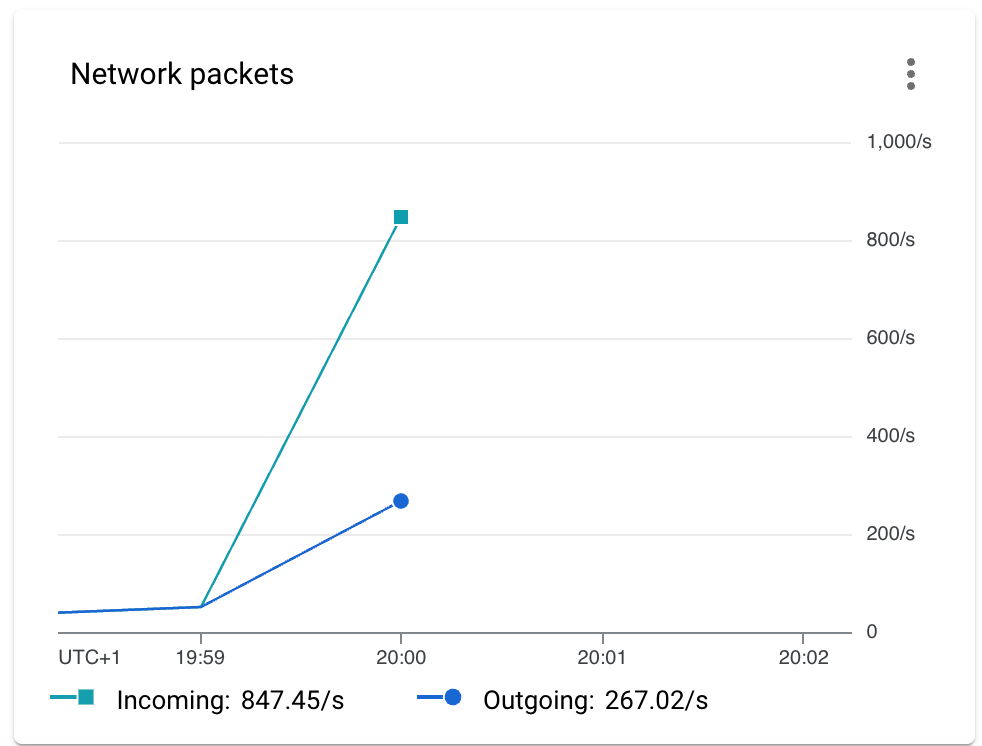 Network packets
1,000/s
800/s
600/s
400/s
200/s
0
UTC+1 19:59 20:00 20:01 20:02
Incoming: 847.45/s Outgoing: 267.02/s